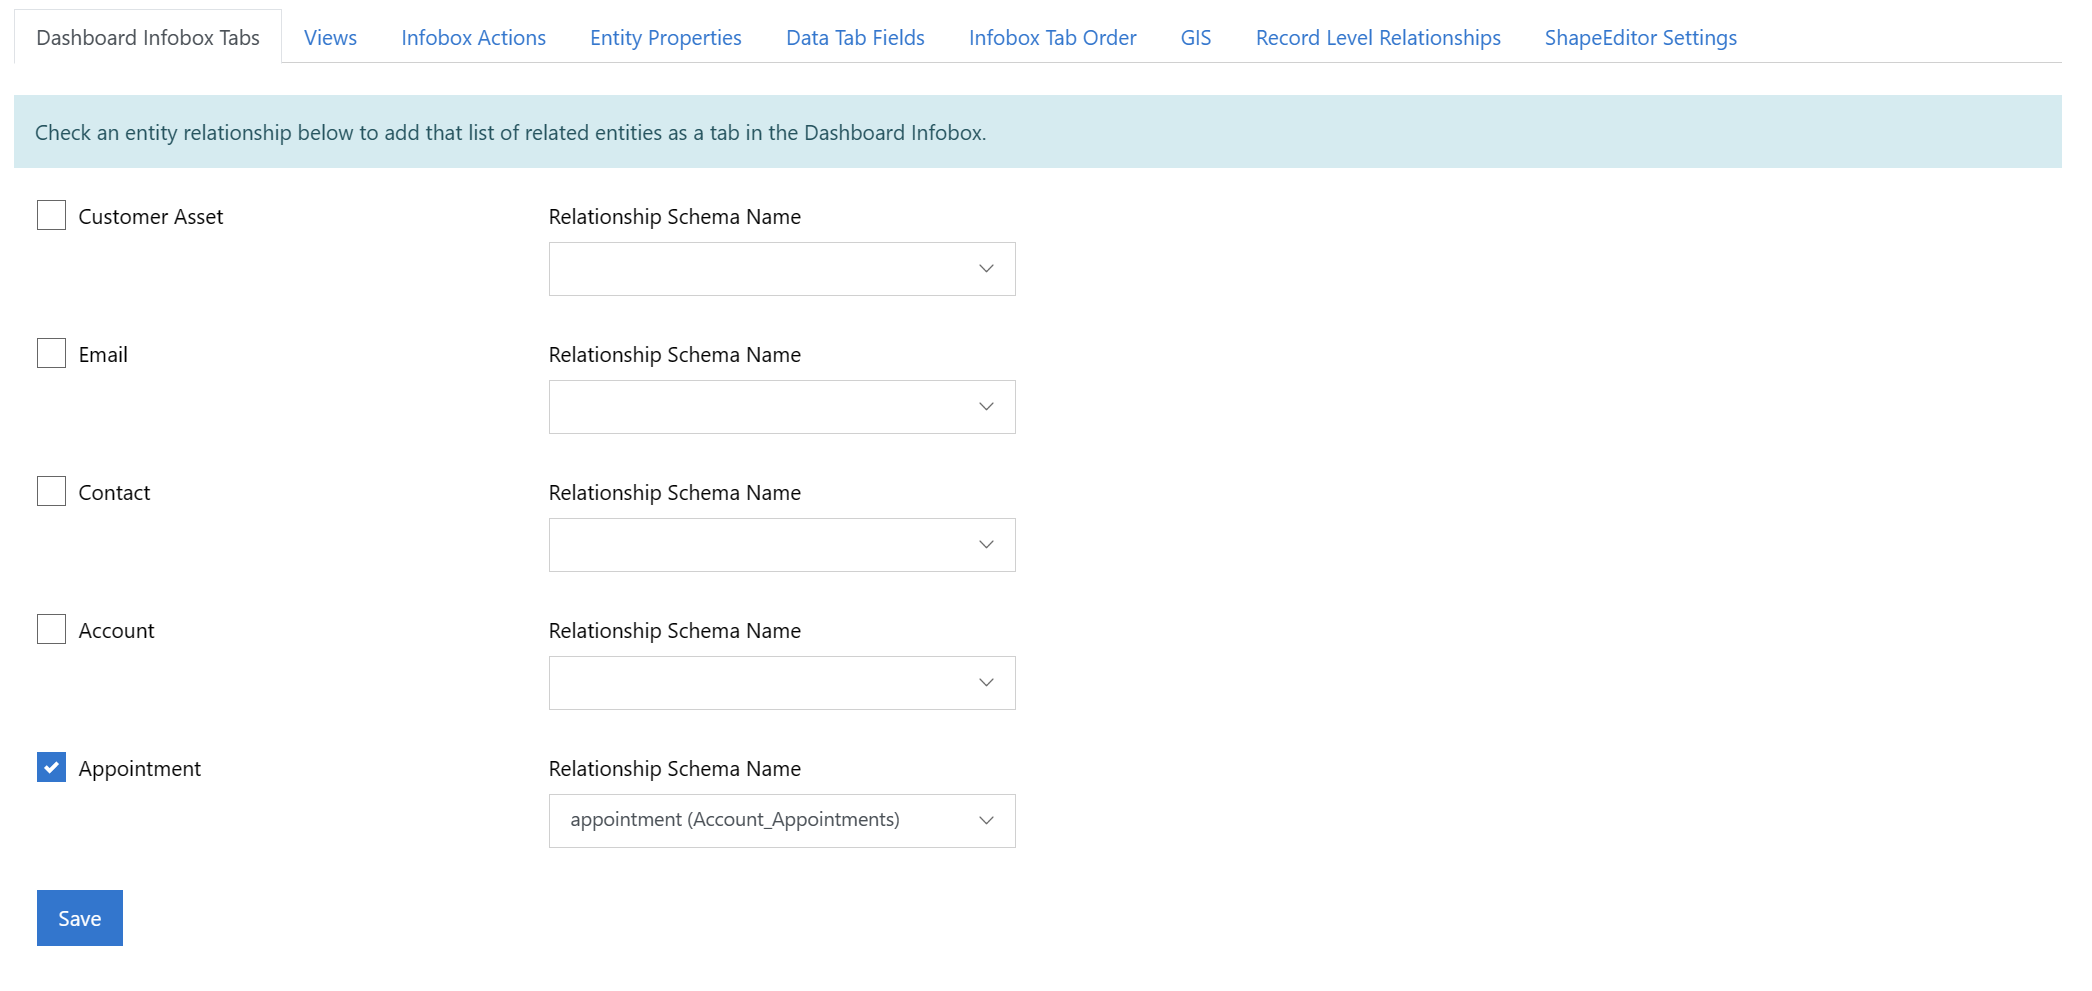 Dashboard Infobox Tabs Views Infobox Actions Entity Properties Data Tab Fields Infobox Tab Order GIS Record Level Relationships ShapeEditor Settings
Check an entity relationship below to add that list of related entities as a tab in the Dashboard Infobox.
Customer Asset Relationship Schema Name
Email Relationship Schema Name
Contact Relationship Schema Name
Account Relationship Schema Name
Appointment Relationship Schema Name
appointment (Account_Appointments)
Save